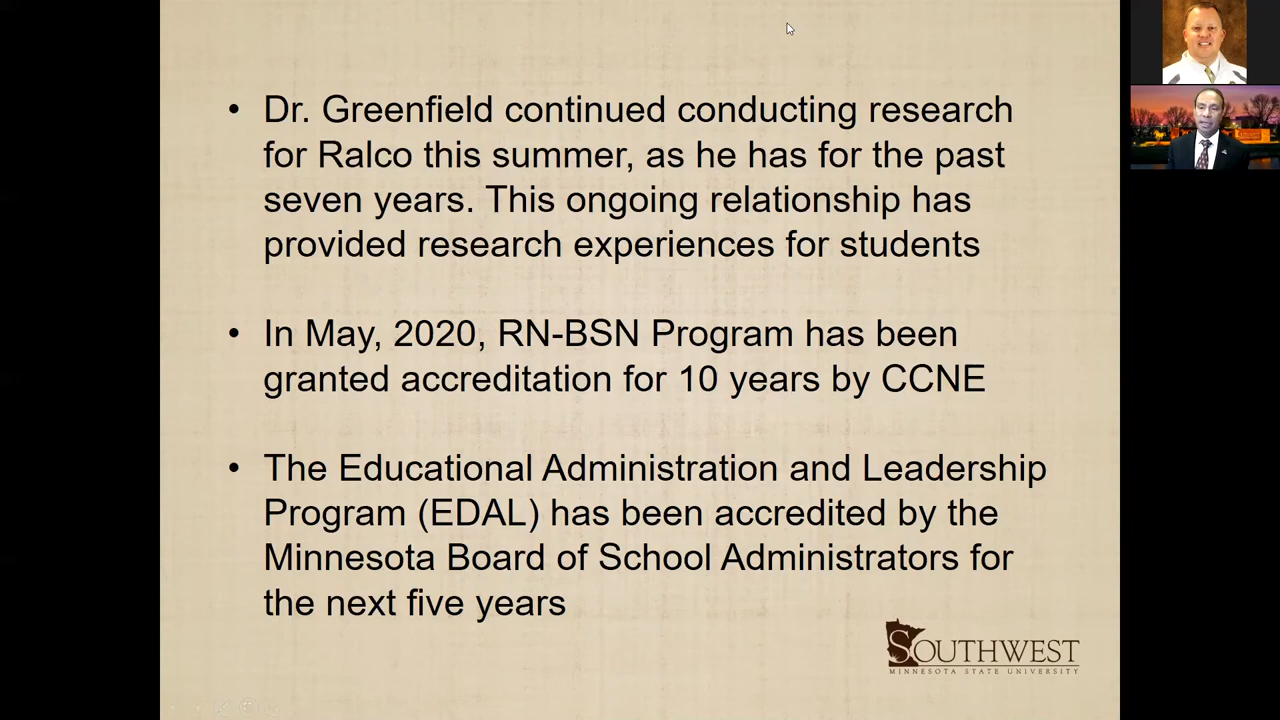 • Dr. Greenfield continued conducting research
for Ralco this summer, as he has for the past
seven years. This ongoing relationship has
provided research experiences for students
• In May, 2020, RN-BSN Program has been
granted accreditation for 10 years by CCNE
• The Educational Administration and Leadership
Program (EDAL) has been accredited by the
Minnesota Board of School Administrators for
the next five years
SOUTHWEST
MINNESOTA STATE UNIVERSITY